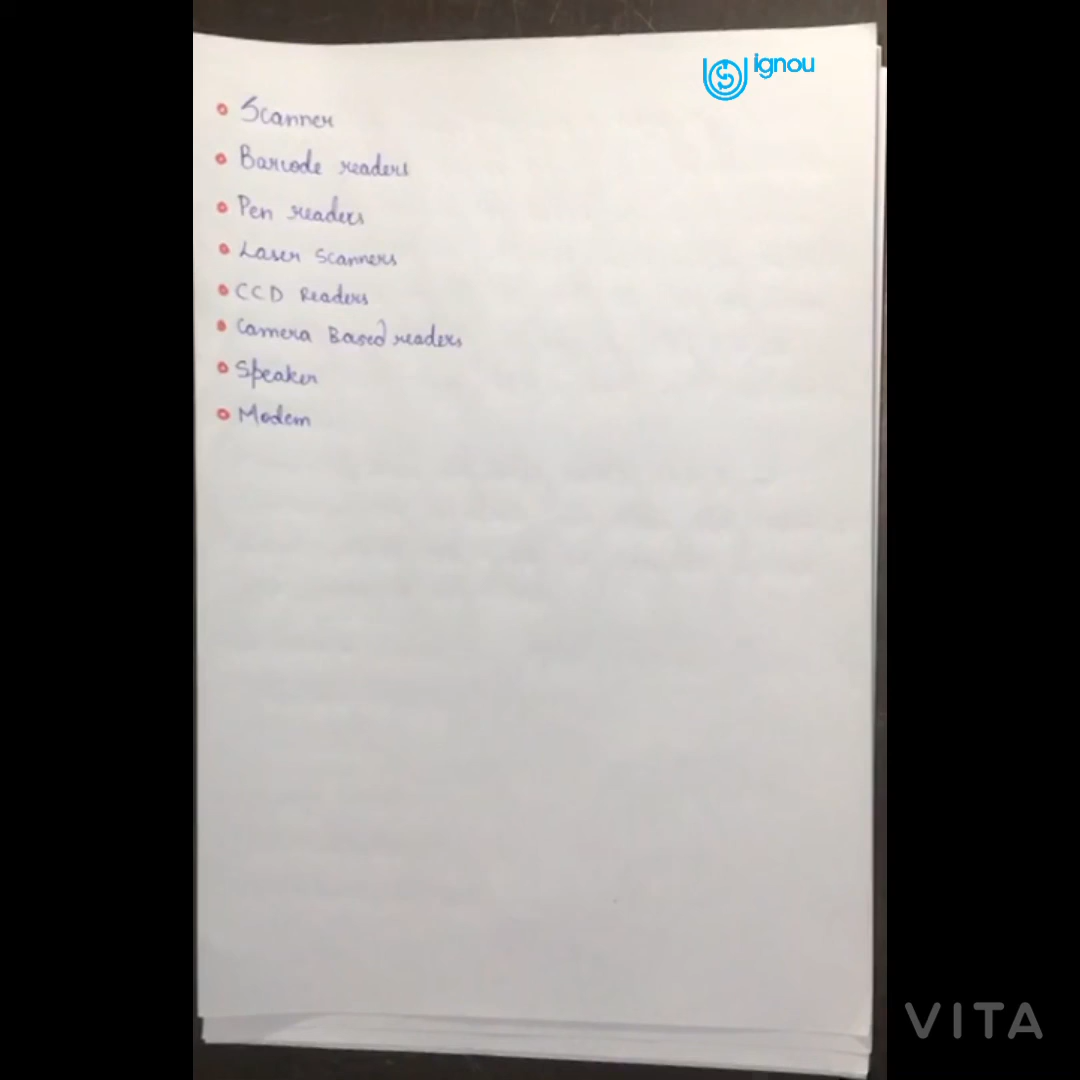 ignou
Scanner
Barcode readers
Pen readers
Laser Scanners
CCD Readers
Camera Based readers
Speaker
Modem
VITA